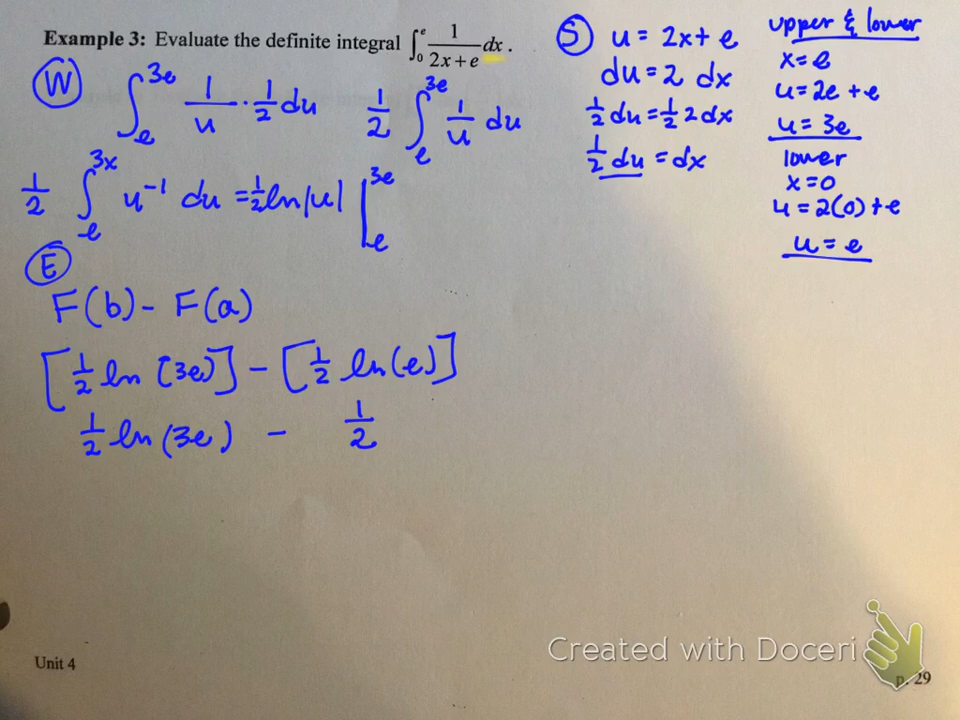 Example 3: Evaluate the definite integral ∫₀ᵉ 1/(2x+e) dx.
Ⓢ u = 2x + e
du = 2 dx
½ du = ½ 2 dx
½ du = dx
upper & lower
x = e
u = 2e + e
u = 3e
lower
x = 0
u = 2(0) + e
u = e
Ⓦ ∫ₑ³ᵉ 1/u · ½ du ½ ∫ₑ³ᵉ 1/u du
½ ∫ₑ³ˣ u⁻¹ du = ½ ln|u| |ₑ³ᵉ
Ⓔ
F(b) - F(a)
[½ ln (3e)] - [½ ln(e)]
½ ln (3e) - ½
Created with Doceri
Unit 4
p. 29